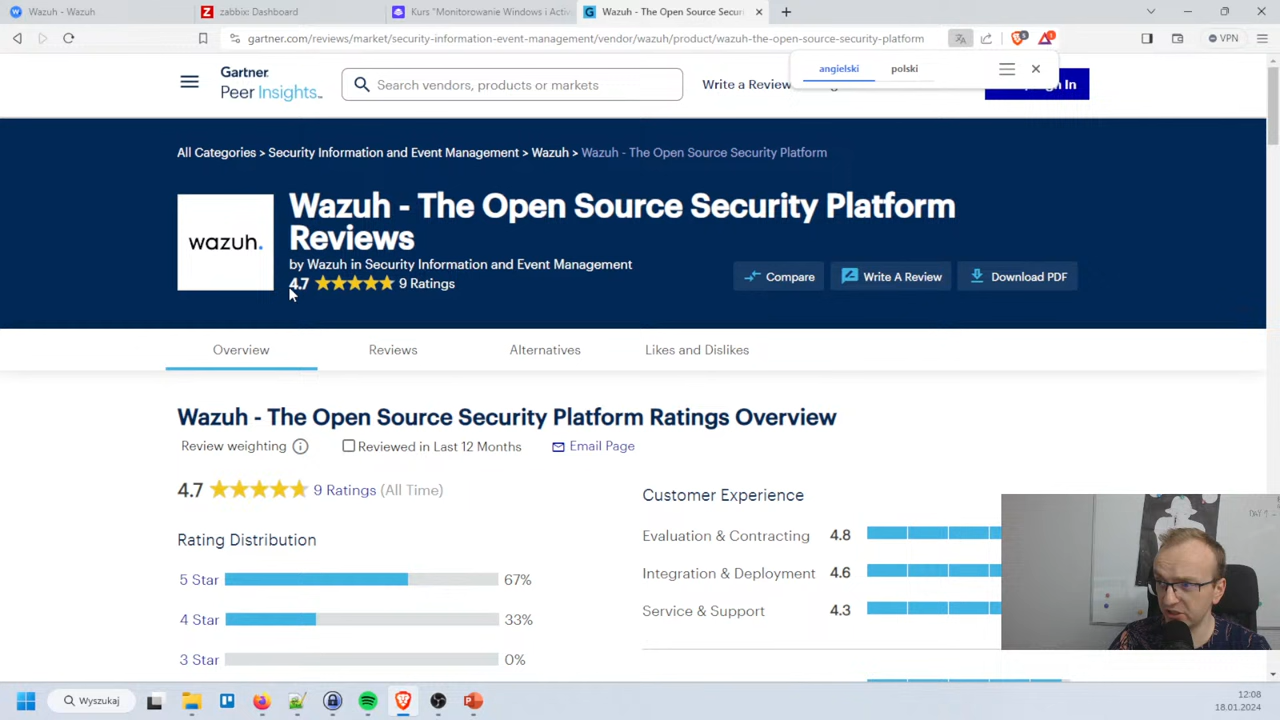 Wazuh - Wazuh
zabbix: Dashboard
Kurs "Monitorowanie Windows i Activ
Wazuh - The Open Source Securi
gartner.com/reviews/market/security-information-event-management/vendor/wazuh/product/wazuh-the-open-source-security-platform
VPN
angielski
polski
Gartner
Peer Insights
Search vendors, products or markets
Write a Review
In
All Categories > Security Information and Event Management > Wazuh > Wazuh - The Open Source Security Platform
wazuh.
Wazuh - The Open Source Security Platform
Reviews
by Wazuh in Security Information and Event Management
4.7 9 Ratings
Compare
Write A Review
Download PDF
Overview
Reviews
Alternatives
Likes and Dislikes
Wazuh - The Open Source Security Platform Ratings Overview
Review weighting
Reviewed in Last 12 Months
Email Page
4.7 9 Ratings (All Time)
Rating Distribution
5 Star 67%
4 Star 33%
3 Star 0%
Customer Experience
Evaluation & Contracting 4.8
Integration & Deployment 4.6
Service & Support 4.3
DAY 1
Wyszukaj
12:08
18.01.2024